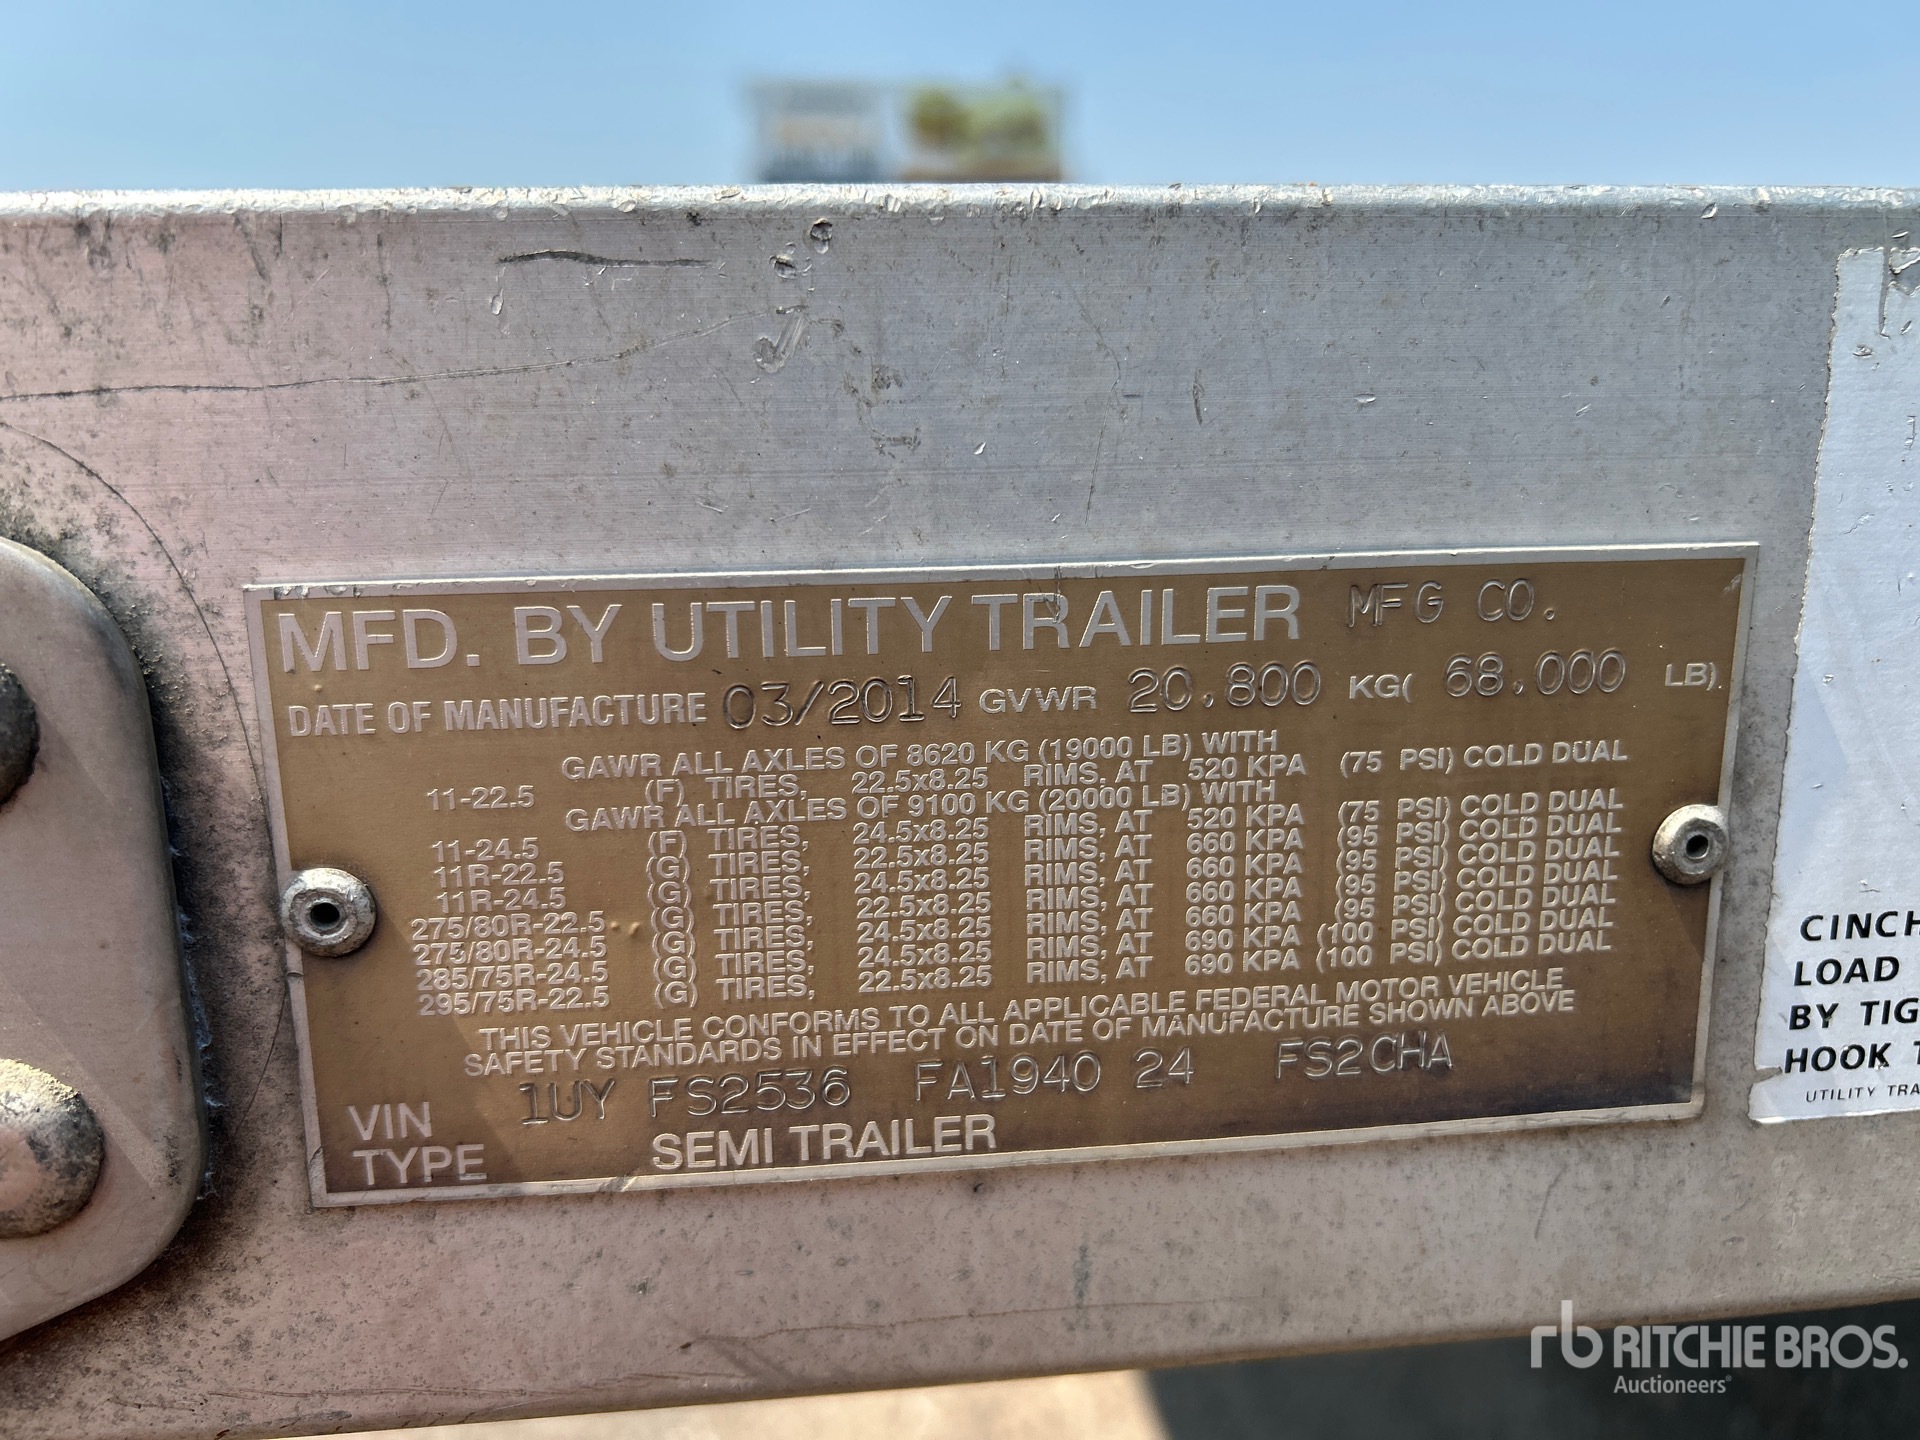 MFD. BY UTILITY TRAILER MFG CO.
DATE OF MANUFACTURE 03/2014 GVWR 20,800 KG( 68,000 LB).
GAWR ALL AXLES OF 8620 KG (19000 LB) WITH
11-22.5 (F) TIRES, 22.5x8.25 RIMS, AT 520 KPA (75 PSI) COLD DUAL
GAWR ALL AXLES OF 9100 KG (20000 LB) WITH
11-24.5 (F) TIRES, 24.5x8.25 RIMS, AT 520 KPA (75 PSI) COLD DUAL
11R-22.5 (G) TIRES, 22.5x8.25 RIMS, AT 660 KPA (95 PSI) COLD DUAL
11R-24.5 (G) TIRES, 24.5x8.25 RIMS, AT 660 KPA (95 PSI) COLD DUAL
275/80R-22.5 (G) TIRES, 22.5x8.25 RIMS, AT 660 KPA (95 PSI) COLD DUAL
275/80R-24.5 (G) TIRES, 24.5x8.25 RIMS, AT 660 KPA (95 PSI) COLD DUAL
285/75R-24.5 (G) TIRES, 24.5x8.25 RIMS, AT 690 KPA (100 PSI) COLD DUAL
295/75R-22.5 (G) TIRES, 22.5x8.25 RIMS, AT 690 KPA (100 PSI) COLD DUAL
THIS VEHICLE CONFORMS TO ALL APPLICABLE FEDERAL MOTOR VEHICLE
SAFETY STANDARDS IN EFFECT ON DATE OF MANUFACTURE SHOWN ABOVE
VIN 1UY FS2536 FA1940 24 FS2CHA
TYPE SEMI TRAILER
CINCH
LOAD
BY TIG
HOOK T
UTILITY TRA
rb RITCHIE BROS.
Auctioneers